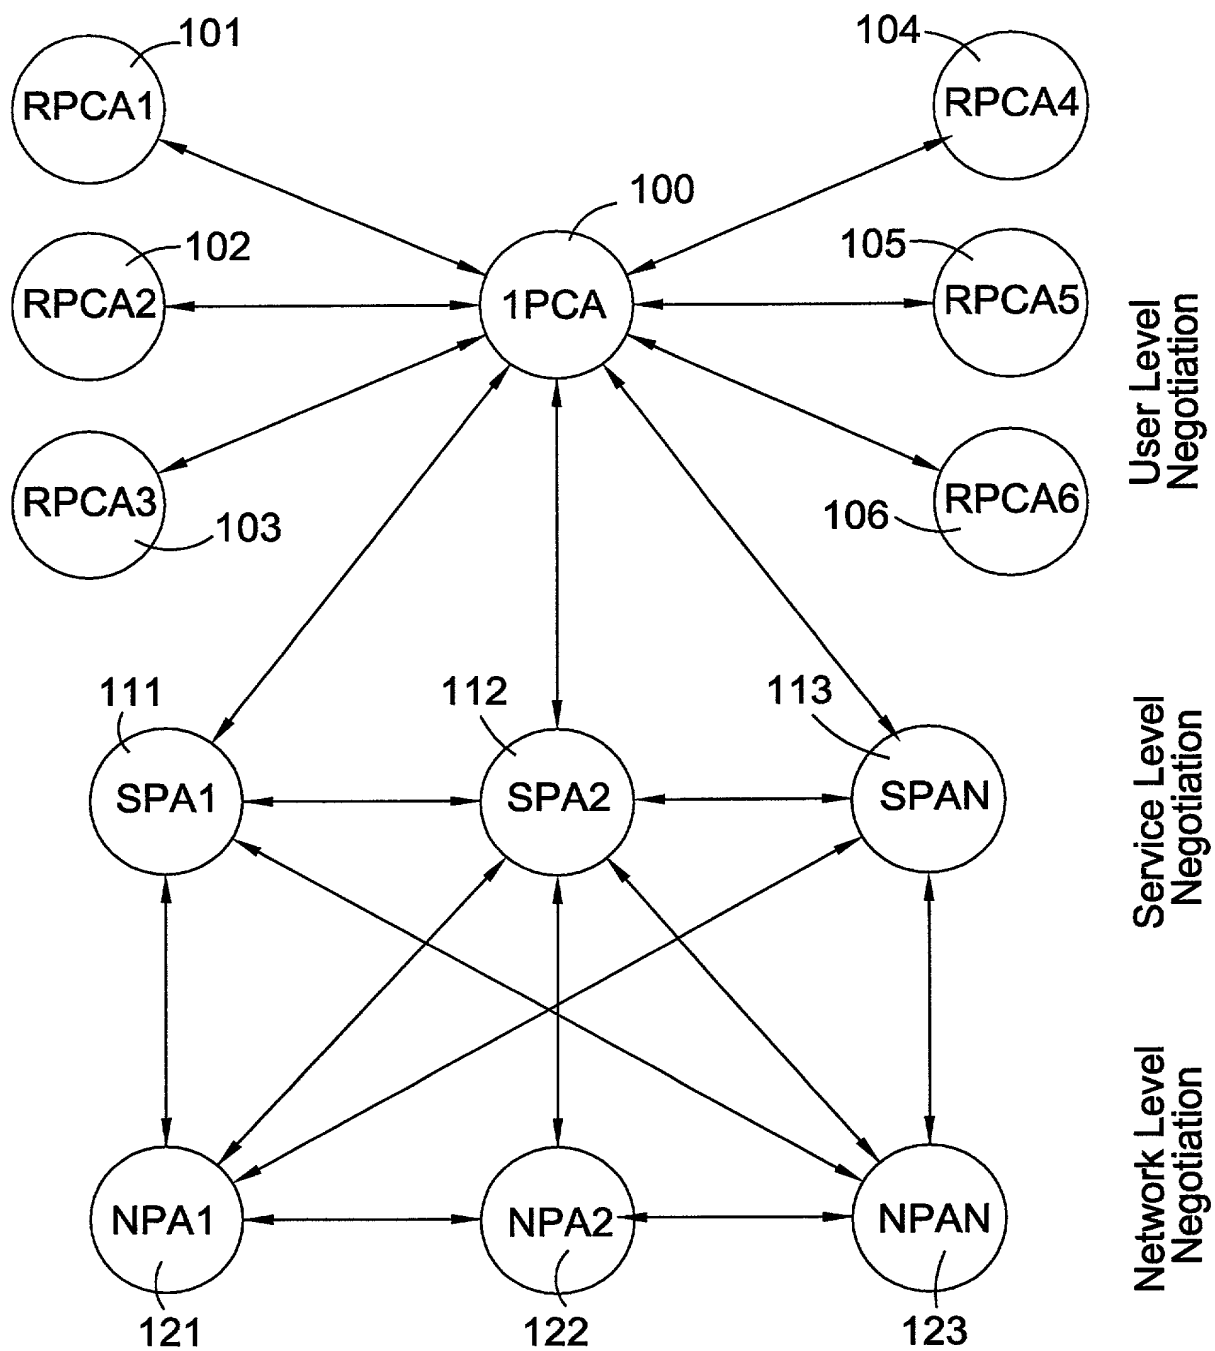 101
104
RPCA1
RPCA4
100
102
105
RPCA2
1PCA
RPCA5
User Level
Negotiation
RPCA3
RPCA6
103
106
111
112
113
SPA1
SPA2
SPAN
Service Level
Negotiation
NPA1
NPA2
NPAN
Network Level
Negotiation
121
122
123